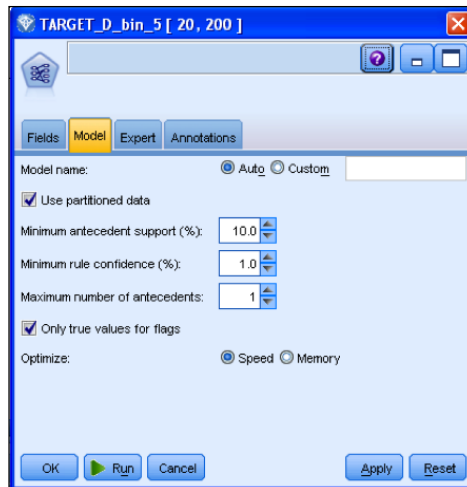 TARGET_D_bin_5 [ 20, 200 ]
Fields Model Expert Annotations
Model name: Auto Custom
Use partitioned data
Minimum antecedent support (%): 10.0
Minimum rule confidence (%): 1.0
Maximum number of antecedents: 1
Only true values for flags
Optimize: Speed Memory
OK Run Cancel Apply Reset